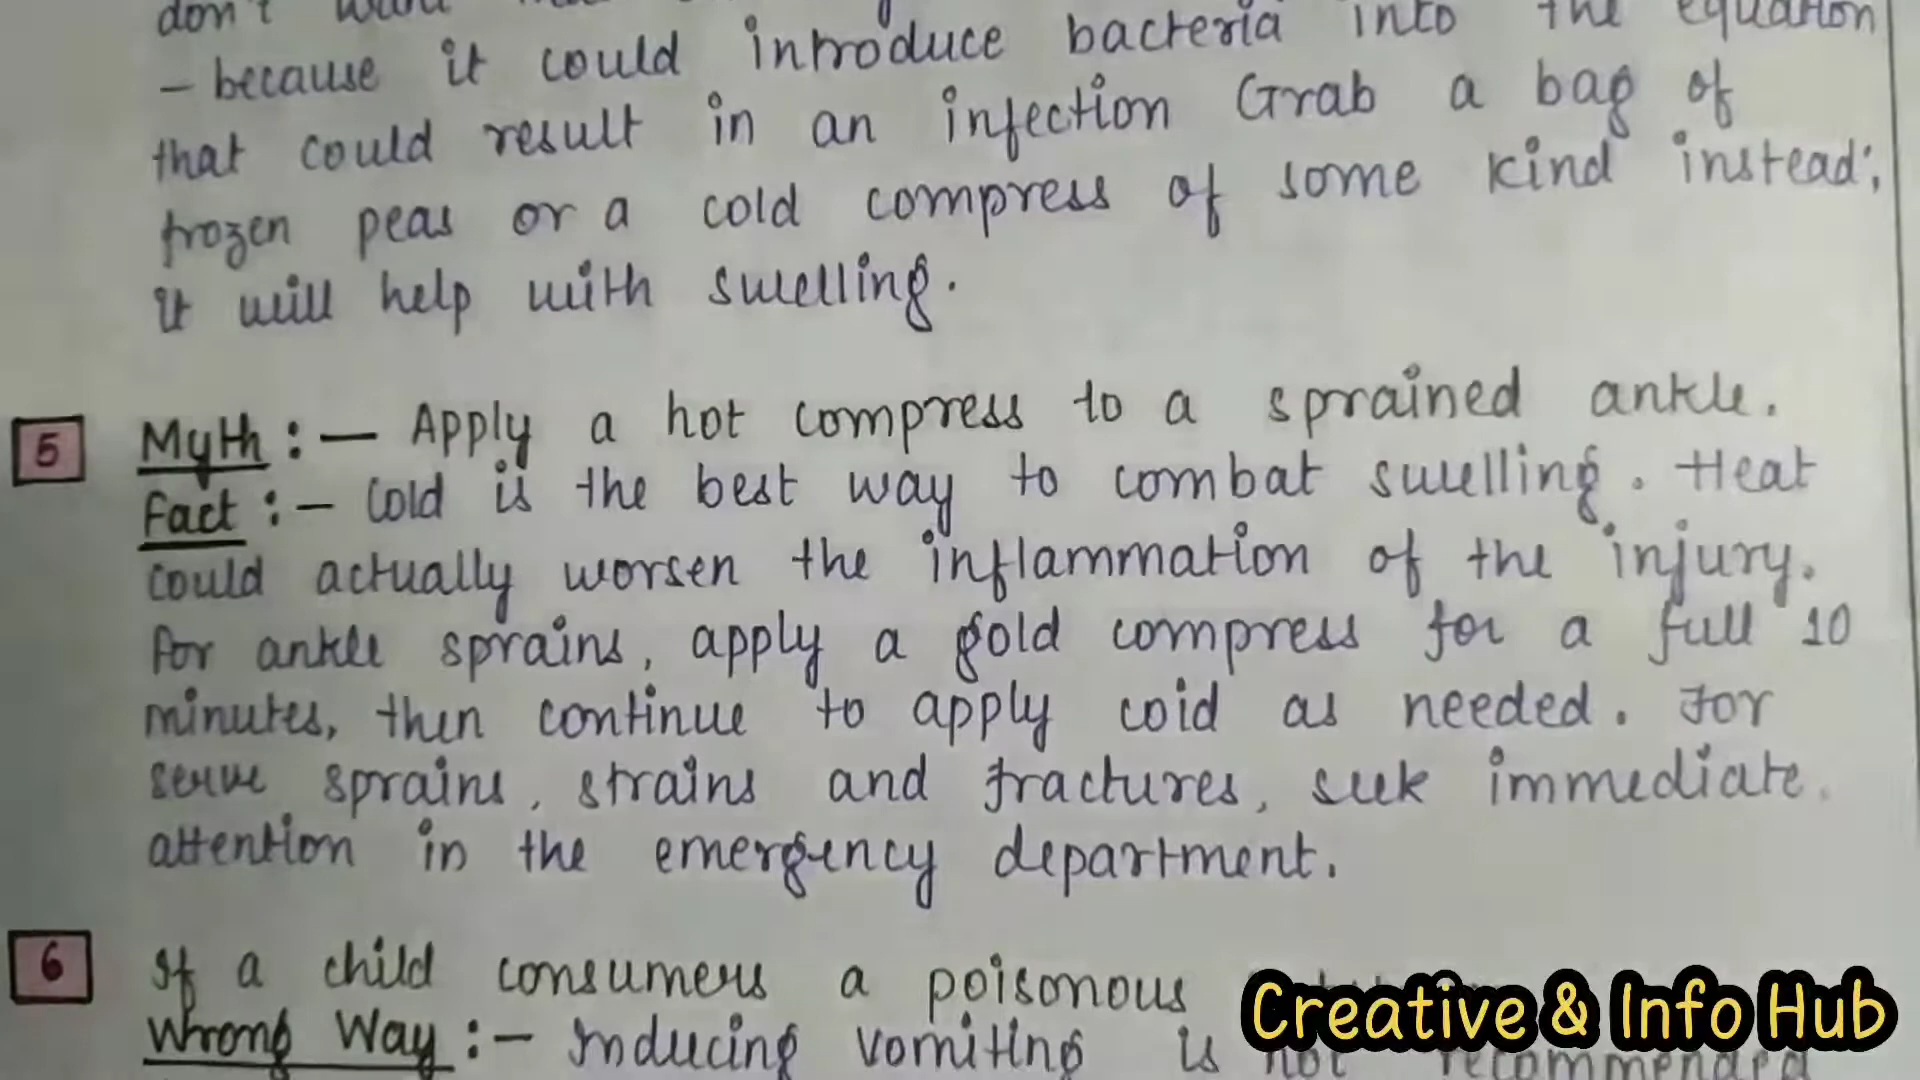 don't
- because it could introduce bacteria into the equation
that could result in an infection Grab a bag of
frozen peas or a cold compress of some kind instead;
it will help with swelling.
5 Myth :- Apply a hot compress to a sprained ankle.
Fact :- Cold is the best way to combat swelling. Heat
could actually worsen the inflammation of the injury.
For ankle sprains, apply a gold compress for a full 10
minutes, then continue to apply coid as needed. For
serve sprains, strains and fractures, seek immediate.
attention in the emergency department.
6 If a child consumers a poisonous
Wrong Way :- Inducing vomiting is not recommended
Creative & Info Hub